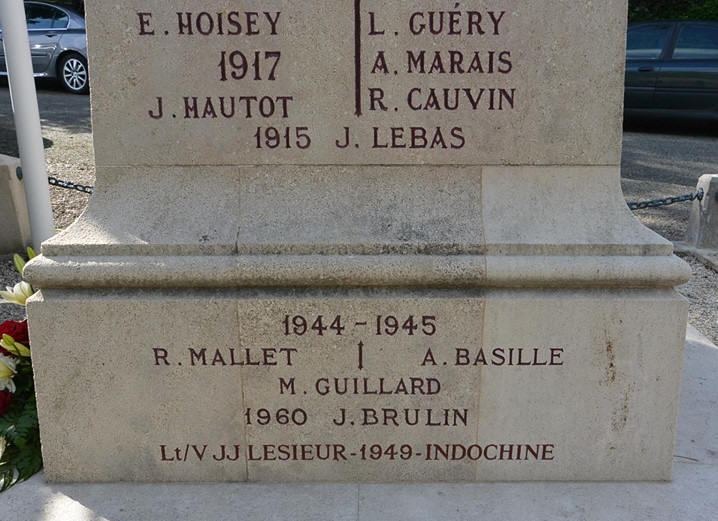 E. HOISEY
1917
J. HAUTOT
L. GUÉRY
A. MARAIS
R. CAUVIN
1915 J. LEBAS
1944 - 1945
R. MALLET A. BASILLE
M. GUILLARD
1960 J. BRULIN
Lt/V JJ LESIEUR-1949-INDOCHINE